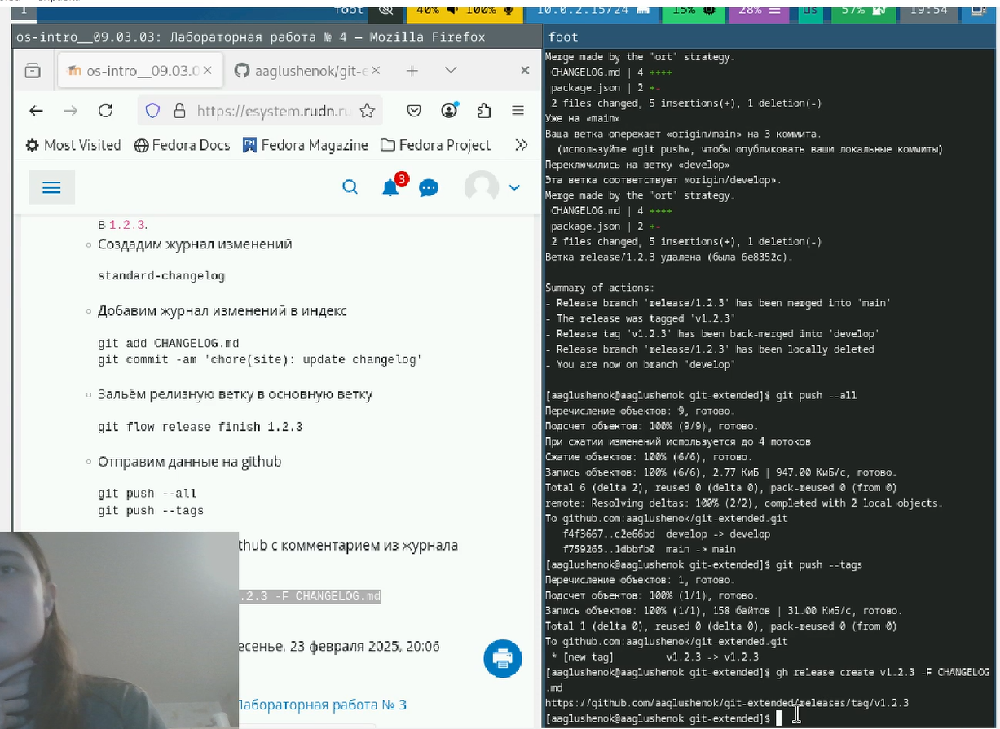 1
foot
40%
100%
10.0.2.15/24
15%
28%
us
57%
19:54
os-intro__09.03.03: Лабораторная работа № 4 — Mozilla Firefox
os-intro__09.03.0
aaglushenok/git-e
https://esystem.rudn.ru
Most Visited
Fedora Docs
Fedora Magazine
Fedora Project
3
в 1.2.3.
Создадим журнал изменений
standard-changelog
Добавим журнал изменений в индекс
git add CHANGELOG.md
git commit -am 'chore(site): update changelog'
Зальём релизную ветку в основную ветку
git flow release finish 1.2.3
Отправим данные на github
git push --all
git push --tags
thub с комментарием из журнала
.2.3 -F CHANGELOG.md
есенье, 23 февраля 2025, 20:06
Лабораторная работа № 3
foot
Merge made by the 'ort' strategy.
CHANGELOG.md | 4 ++++
package.json | 2 +-
2 files changed, 5 insertions(+), 1 deletion(-)
Уже на «main»
Ваша ветка опережает «origin/main» на 3 коммита.
(используйте «git push», чтобы опубликовать ваши локальные коммиты)
Переключились на ветку «develop»
Эта ветка соответствует «origin/develop».
Merge made by the 'ort' strategy.
CHANGELOG.md | 4 ++++
package.json | 2 +-
2 files changed, 5 insertions(+), 1 deletion(-)
Ветка release/1.2.3 удалена (была 6e8352c).
Summary of actions:
- Release branch 'release/1.2.3' has been merged into 'main'
- The release was tagged 'v1.2.3'
- Release tag 'v1.2.3' has been back-merged into 'develop'
- Release branch 'release/1.2.3' has been locally deleted
- You are now on branch 'develop'
[aaglushenok@aaglushenok git-extended]$ git push --all
Перечисление объектов: 9, готово.
Подсчет объектов: 100% (9/9), готово.
При сжатии изменений используется до 4 потоков
Сжатие объектов: 100% (6/6), готово.
Запись объектов: 100% (6/6), 2.77 КиБ | 947.00 КиБ/с, готово.
Total 6 (delta 2), reused 0 (delta 0), pack-reused 0 (from 0)
remote: Resolving deltas: 100% (2/2), completed with 2 local objects.
To github.com:aaglushenok/git-extended.git
f4f3667..c2e66bd  develop -> develop
f759265..1dbbfb0  main -> main
[aaglushenok@aaglushenok git-extended]$ git push --tags
Перечисление объектов: 1, готово.
Подсчет объектов: 100% (1/1), готово.
Запись объектов: 100% (1/1), 158 байтов | 31.00 КиБ/с, готово.
Total 1 (delta 0), reused 0 (delta 0), pack-reused 0 (from 0)
To github.com:aaglushenok/git-extended.git
* [new tag]         v1.2.3 -> v1.2.3
[aaglushenok@aaglushenok git-extended]$ gh release create v1.2.3 -F CHANGELOG
.md
https://github.com/aaglushenok/git-extended/releases/tag/v1.2.3
[aaglushenok@aaglushenok git-extended]$